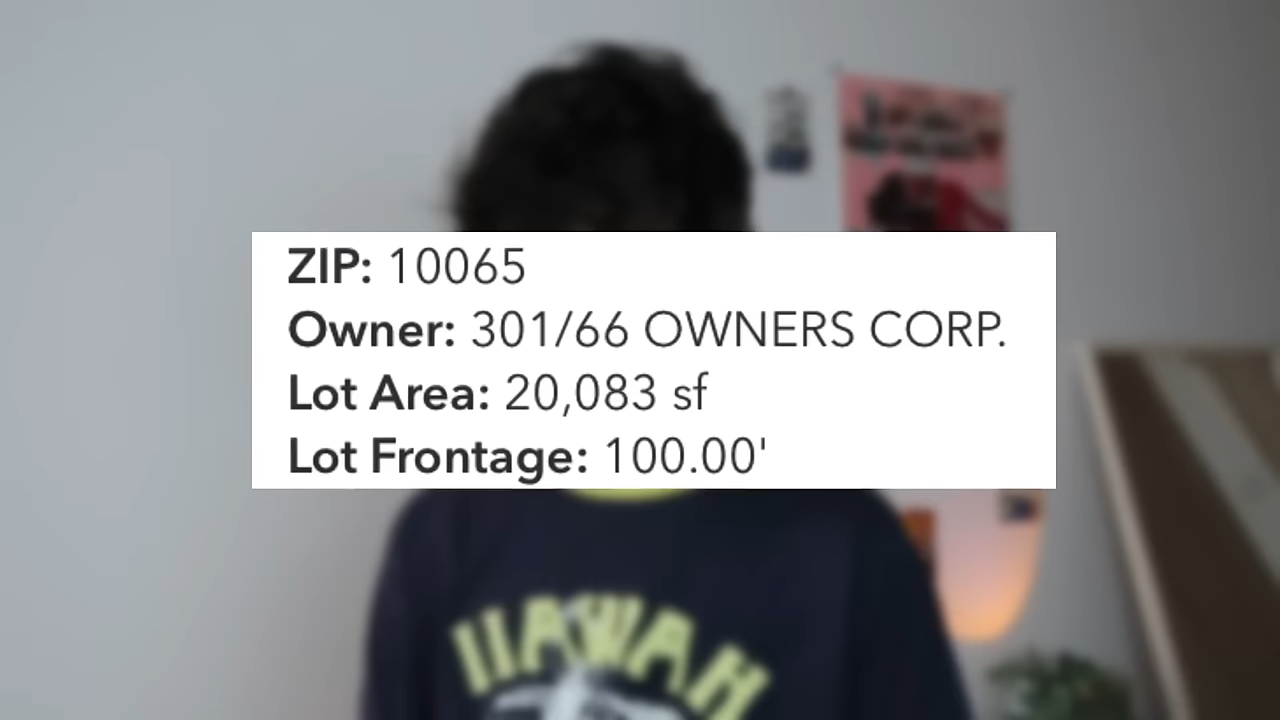 ZIP: 10065
Owner: 301/66 OWNERS CORP.
Lot Area: 20,083 sf
Lot Frontage: 100.00'